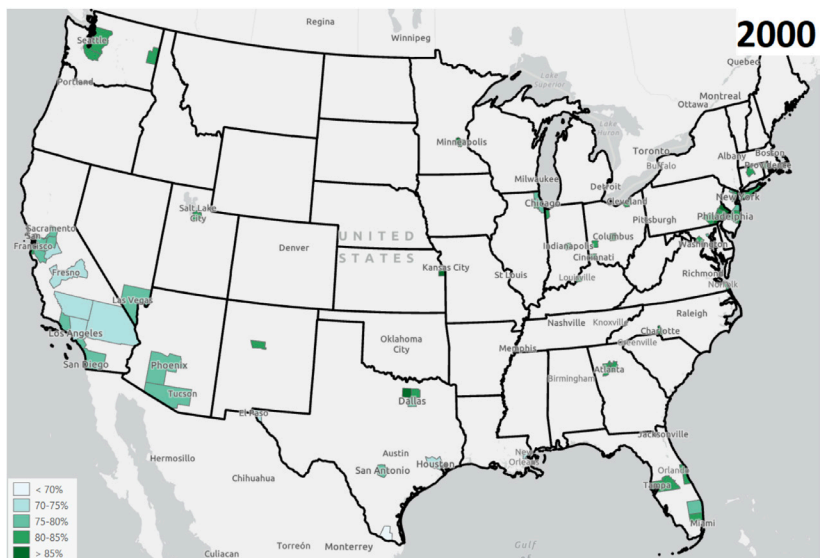 2000
Regina
Winnipeg
Seattle
Lake
Superior
Quebec
Portland
Montreal
Ottawa
Minneapolis
Lake
Huron
Toronto
Albany
Boston
Buffalo
Providence
Milwaukee
Detroit
Chicago
Cleveland
New York
Salt Lake
City
Pittsburgh
Philadelphia
Sacramento
San
Francisco
Denver
UNITED
STATES
Indianapolis
Columbus
Washington
Cincinnati
Kansas City
St Louis
Fresno
Louisville
Richmond
Norfolk
Las Vegas
Nashville
Knoxville
Raleigh
Los Angeles
Oklahoma
City
Memphis
Charlotte
Greenville
San Diego
Phoenix
Birmingham
Atlanta
Tucson
Dallas
El Paso
Jacksonville
Hermosillo
Austin
New
Orleans
Chihuahua
San Antonio
Houston
Orlando
Tampa
Miami
Culiacan
Torreón
Monterrey
Gulf
of
< 70%
70-75%
75-80%
80-85%
> 85%